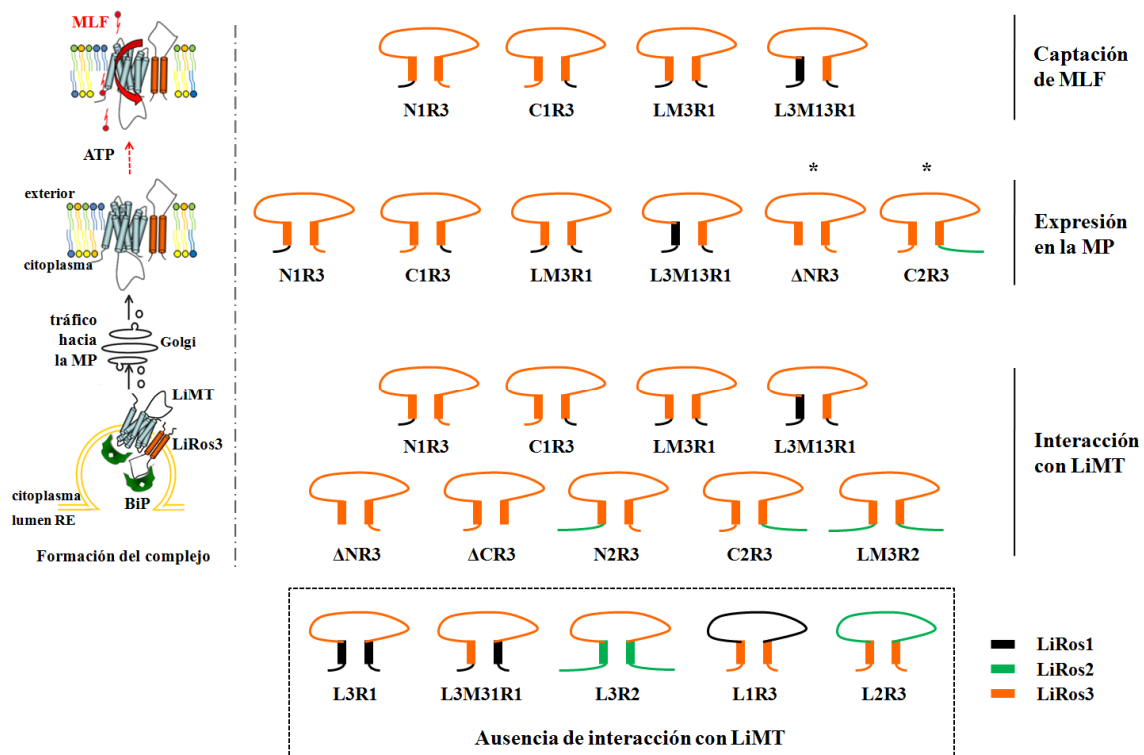 MLF
ATP
exterior
citoplasma
tráfico
hacia
la MP
Golgi
LiMT
LiRos3
BiP
citoplasma
lumen RE
Formación del complejo
N1R3 C1R3 LM3R1 L3M13R1
Captación
de MLF
* *
N1R3 C1R3 LM3R1 L3M13R1 ΔNR3 C2R3
Expresión
en la MP
N1R3 C1R3 LM3R1 L3M13R1
ΔNR3 ΔCR3 N2R3 C2R3 LM3R2
Interacción
con LiMT
L3R1 L3M31R1 L3R2 L1R3 L2R3
Ausencia de interacción con LiMT
LiRos1
LiRos2
LiRos3